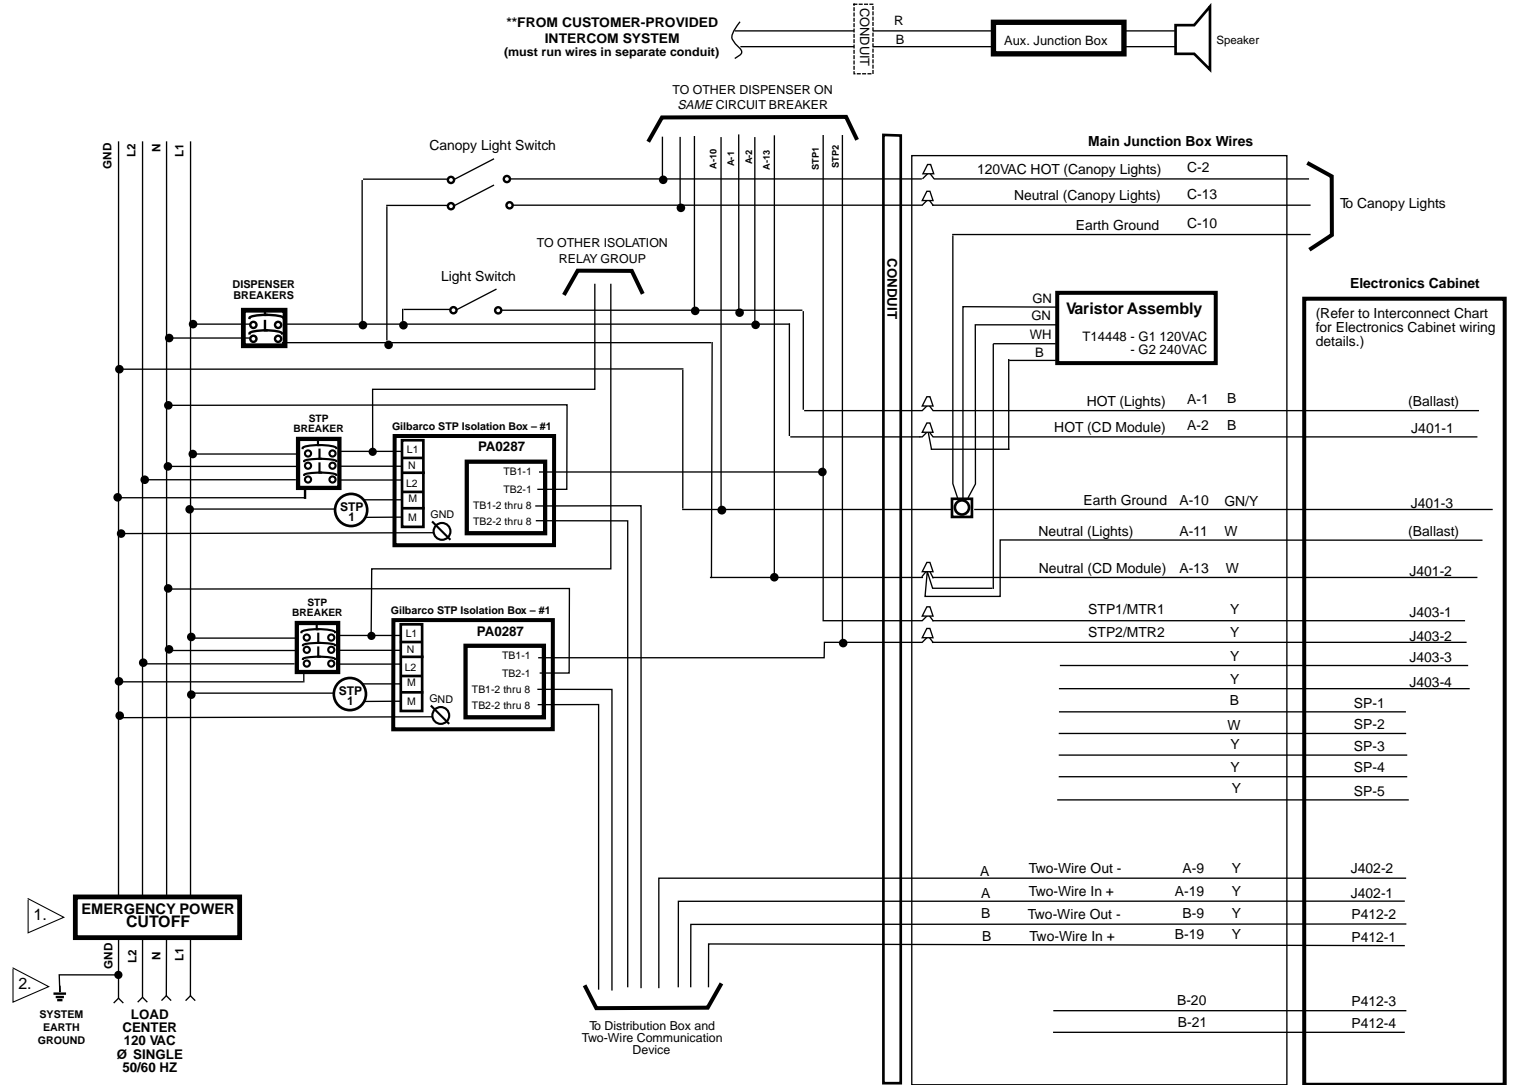 **FROM CUSTOMER-PROVIDED
INTERCOM SYSTEM
(must run wires in separate conduit)
CONDUIT
R
B
Aux. Junction Box
Speaker
TO OTHER DISPENSER ON
SAME CIRCUIT BREAKER
GND
L2
N
L1
Canopy Light Switch
A-10
A-1
A-2
A-13
STP1
STP2
Main Junction Box Wires
120VAC HOT (Canopy Lights) C-2
Neutral (Canopy Lights) C-13
Earth Ground C-10
To Canopy Lights
TO OTHER ISOLATION
RELAY GROUP
Light Switch
DISPENSER
BREAKERS
CONDUIT
Electronics Cabinet
(Refer to Interconnect Chart
for Electronics Cabinet wiring
details.)
GN
GN
WH
B
Varistor Assembly
T14448 - G1 120VAC
- G2 240VAC
HOT (Lights) A-1 B (Ballast)
HOT (CD Module) A-2 B J401-1
STP
BREAKER
Gilbarco STP Isolation Box – #1
PA0287
L1
N
L2
M
M
TB1-1
TB2-1
TB1-2 thru 8
TB2-2 thru 8
STP
1
GND
Earth Ground A-10 GN/Y J401-3
Neutral (Lights) A-11 W (Ballast)
Neutral (CD Module) A-13 W J401-2
STP1/MTR1 Y J403-1
STP2/MTR2 Y J403-2
Y J403-3
Y J403-4
B SP-1
W SP-2
Y SP-3
Y SP-4
Y SP-5
STP
BREAKER
Gilbarco STP Isolation Box – #1
PA0287
L1
N
L2
M
M
TB1-1
TB2-1
TB1-2 thru 8
TB2-2 thru 8
STP
1
GND
A Two-Wire Out - A-9 Y J402-2
A Two-Wire In + A-19 Y J402-1
B Two-Wire Out - B-9 Y P412-2
B Two-Wire In + B-19 Y P412-1
B-20 P412-3
B-21 P412-4
1.
EMERGENCY POWER
CUTOFF
GND
L2
N
L1
2.
SYSTEM
EARTH
GROUND
LOAD
CENTER
120 VAC
Ø SINGLE
50/60 HZ
To Distribution Box and
Two-Wire Communication
Device